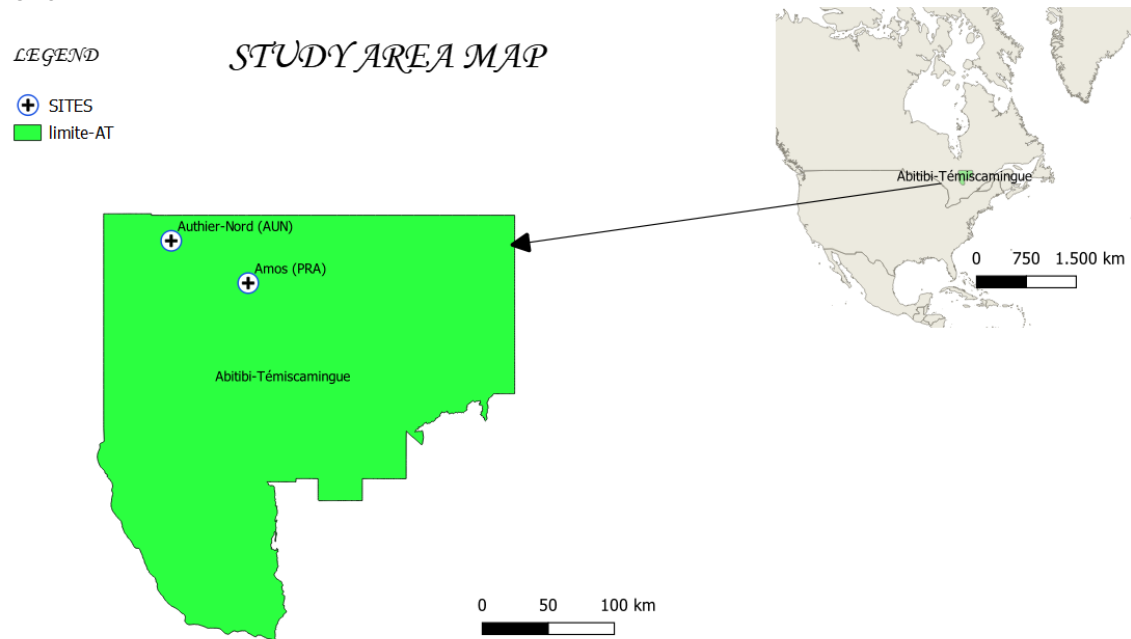 LEGEND
STUDY AREA MAP
SITES
limite-AT
Abitibi-Témiscamingue
0 750 1.500 km
Authier-Nord (AUN)
Amos (PRA)
Abitibi-Témiscamingue
0 50 100 km